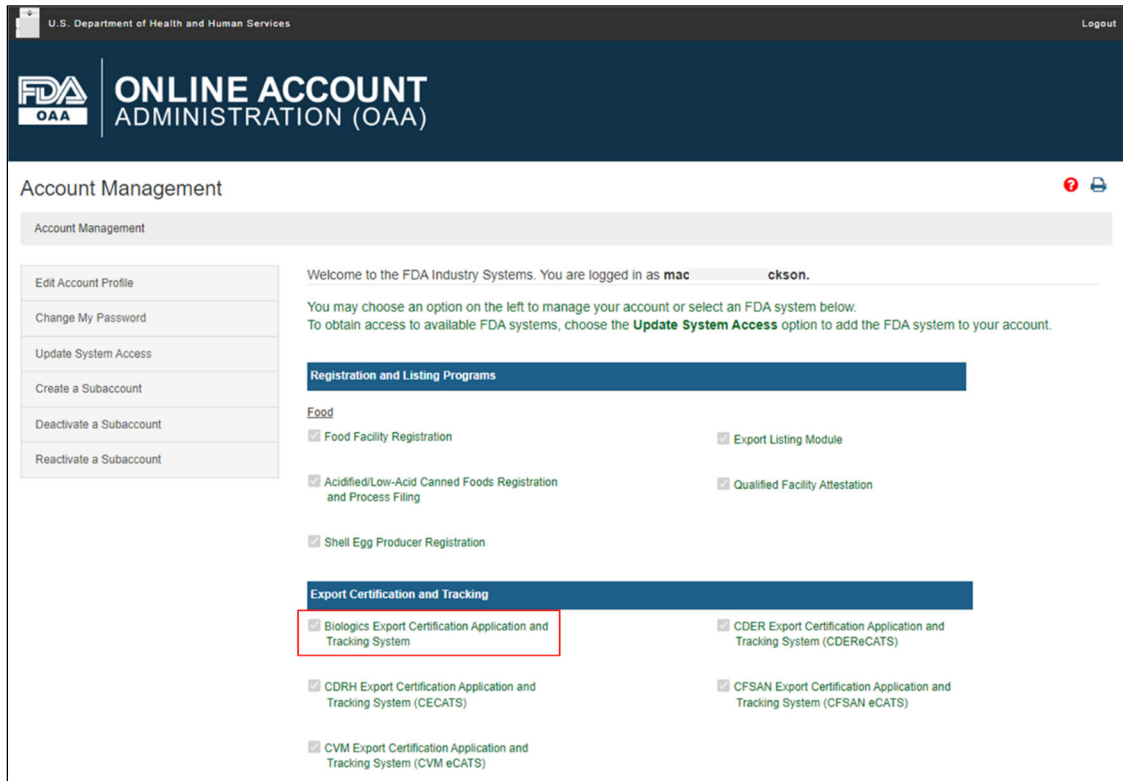 U.S. Department of Health and Human Services
Logout
FDA
OAA
ONLINE ACCOUNT
ADMINISTRATION (OAA)
Account Management
?
Account Management
Edit Account Profile
Change My Password
Update System Access
Create a Subaccount
Deactivate a Subaccount
Reactivate a Subaccount
Welcome to the FDA Industry Systems. You are logged in as mac ckson.
You may choose an option on the left to manage your account or select an FDA system below.
To obtain access to available FDA systems, choose the Update System Access option to add the FDA system to your account.
Registration and Listing Programs
Food
Food Facility Registration
Export Listing Module
Acidified/Low-Acid Canned Foods Registration
and Process Filing
Qualified Facility Attestation
Shell Egg Producer Registration
Export Certification and Tracking
Biologics Export Certification Application and
Tracking System
CDER Export Certification Application and
Tracking System (CDEReCATS)
CDRH Export Certification Application and
Tracking System (CECATS)
CFSAN Export Certification Application and
Tracking System (CFSAN eCATS)
CVM Export Certification Application and
Tracking System (CVM eCATS)